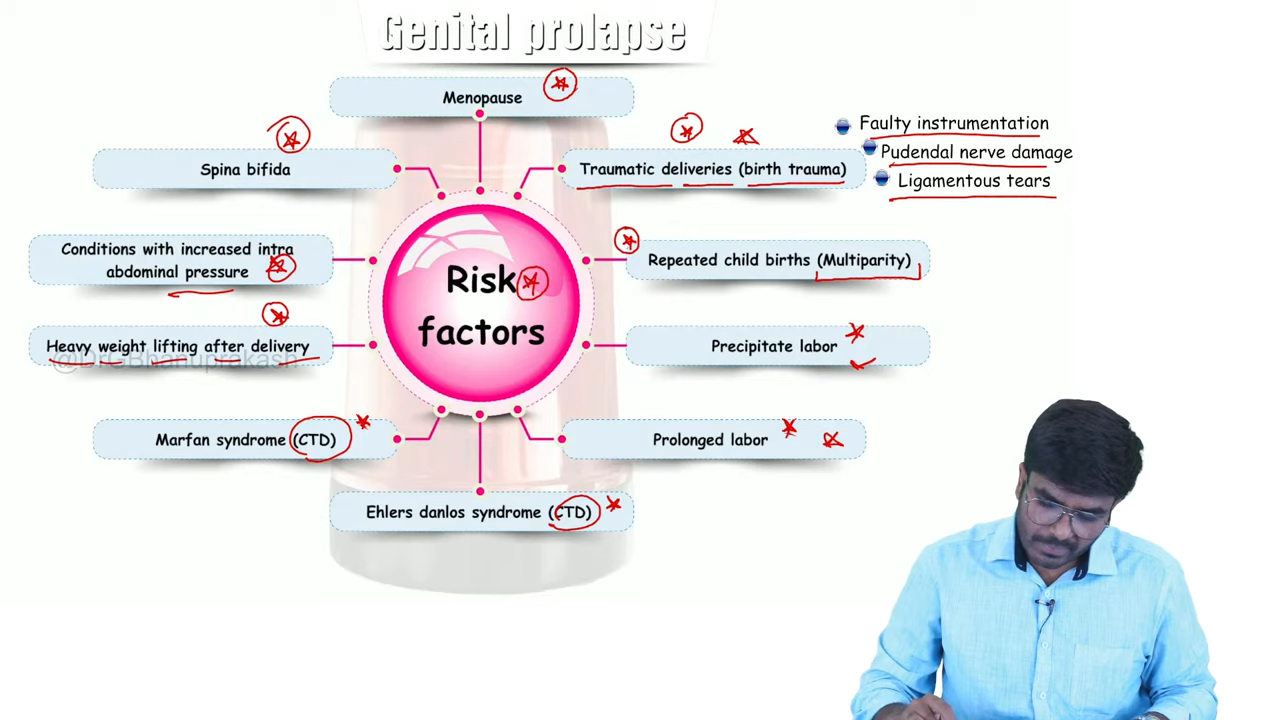 Genital prolapse
Menopause
Spina bifida
Traumatic deliveries (birth trauma)
Faulty instrumentation
Pudendal nerve damage
Ligamentous tears
Conditions with increased intra
abdominal pressure
Repeated child births (Multiparity)
Risk
factors
Heavy weight lifting after delivery
@DrGBhanuprakash
Precipitate labor
Marfan syndrome (CTD)
Prolonged labor
Ehlers danlos syndrome (CTD)